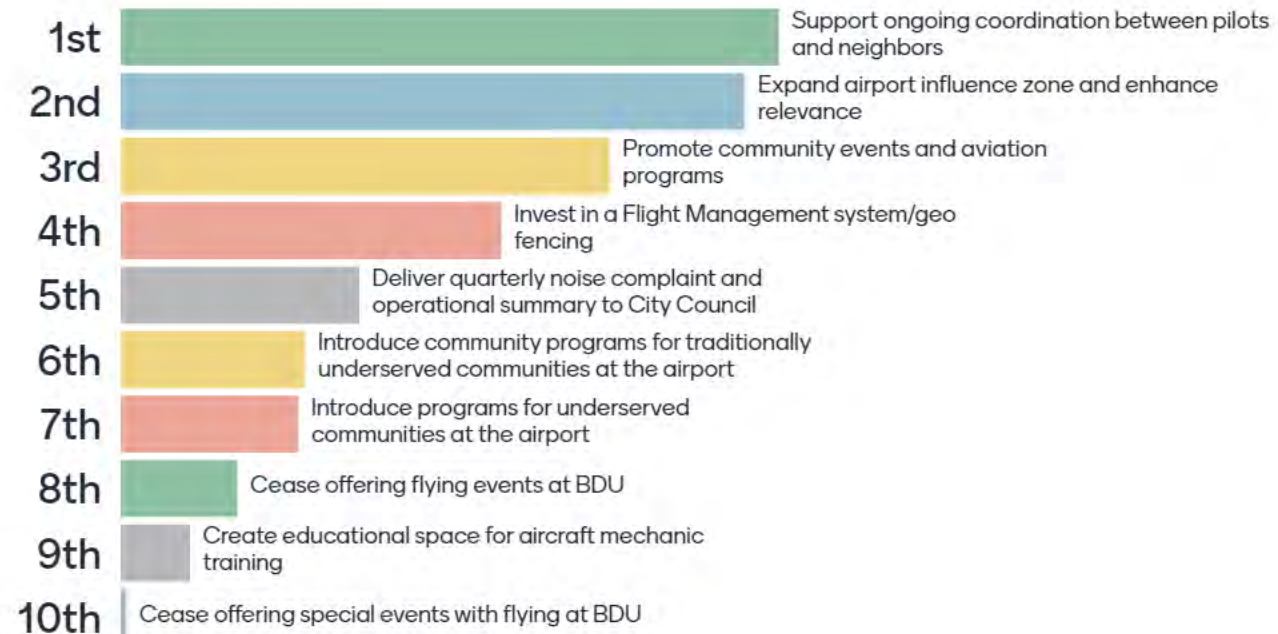 1st
Support ongoing coordination between pilots
and neighbors
2nd
Expand airport influence zone and enhance
relevance
3rd
Promote community events and aviation
programs
4th
Invest in a Flight Management system/geo
fencing
5th
Deliver quarterly noise complaint and
operational summary to City Council
6th
Introduce community programs for traditionally
underserved communities at the airport
7th
Introduce programs for underserved
communities at the airport
8th
Cease offering flying events at BDU
9th
Create educational space for aircraft mechanic
training
10th
Cease offering special events with flying at BDU